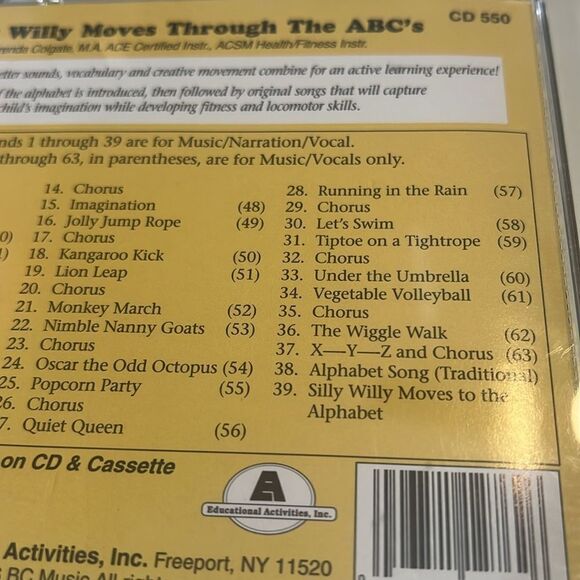 Willy Moves Through The ABC's
CD 550
Colgate, M.A. ACE Certified Instr., ACSM Health/Fitness Instr.
sounds, vocabulary and creative movement combine for an active learning experience!
the alphabet is introduced, then followed by original songs that will capture
child's imagination while developing fitness and locomotor skills.
1 through 39 are for Music/Narration/Vocal.
through 63, in parentheses, are for Music/Vocals only.
14. Chorus
15. Imagination (48)
16. Jolly Jump Rope (49)
17. Chorus
18. Kangaroo Kick (50)
19. Lion Leap (51)
20. Chorus
21. Monkey March (52)
22. Nimble Nanny Goats (53)
23. Chorus
24. Oscar the Odd Octopus (54)
25. Popcorn Party (55)
26. Chorus
7. Quiet Queen (56)
28. Running in the Rain (57)
29. Chorus
30. Let's Swim (58)
31. Tiptoe on a Tightrope (59)
32. Chorus
33. Under the Umbrella (60)
34. Vegetable Volleyball (61)
35. Chorus
36. The Wiggle Walk (62)
37. X—Y—Z and Chorus (63)
38. Alphabet Song (Traditional)
39. Silly Willy Moves to the
Alphabet
on CD & Cassette
EA
Educational Activities, Inc.
Activities, Inc. Freeport, NY 11520
BC Music All